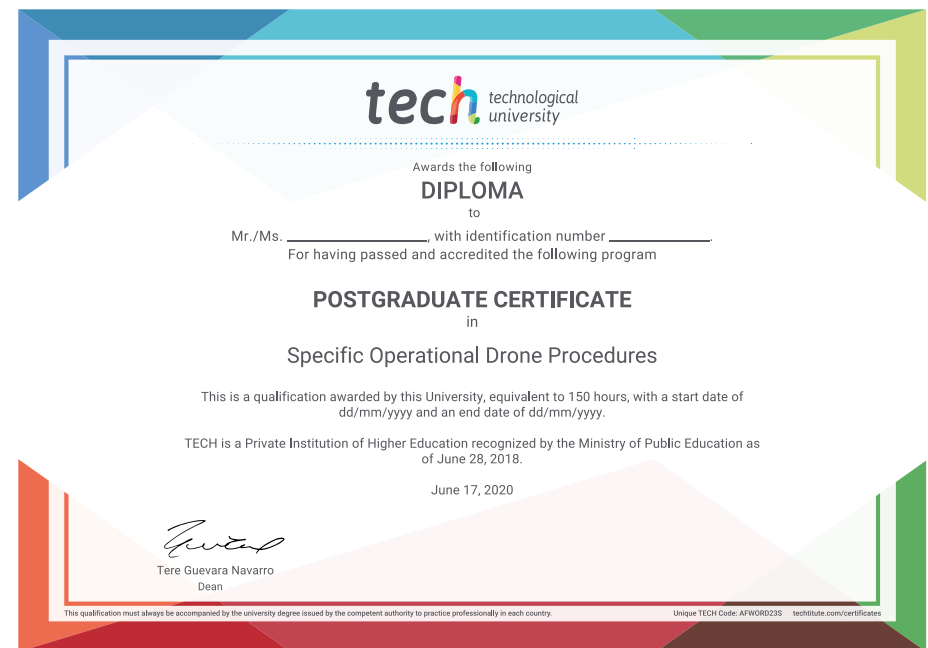 tech technological
university
Awards the following
DIPLOMA
to
Mr./Ms. ____________, with identification number ____________.
For having passed and accredited the following program
POSTGRADUATE CERTIFICATE
in
Specific Operational Drone Procedures
This is a qualification awarded by this University, equivalent to 150 hours, with a start date of
dd/mm/yyyy and an end date of dd/mm/yyyy.
TECH is a Private Institution of Higher Education recognized by the Ministry of Public Education as
of June 28, 2018.
June 17, 2020
Tere Guevara Navarro
Dean
This qualification must always be accompanied by the university degree issued by the competent authority to practice professionally in each country. Unique TECH Code: AFWORD23S techtitute.com/certificates